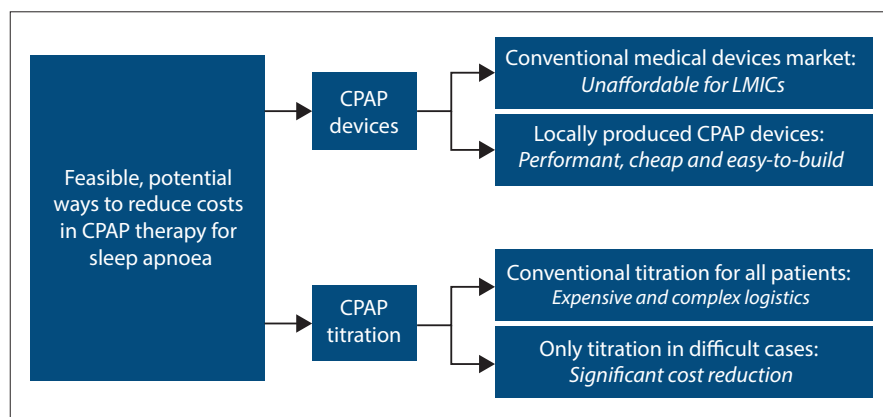 Feasible, potential
ways to reduce costs
in CPAP therapy for
sleep apnoea
CPAP
devices
Conventional medical devices market:
Unaffordable for LMICs
Locally produced CPAP devices:
Performant, cheap and easy-to-build
CPAP
titration
Conventional titration for all patients:
Expensive and complex logistics
Only titration in difficult cases:
Significant cost reduction